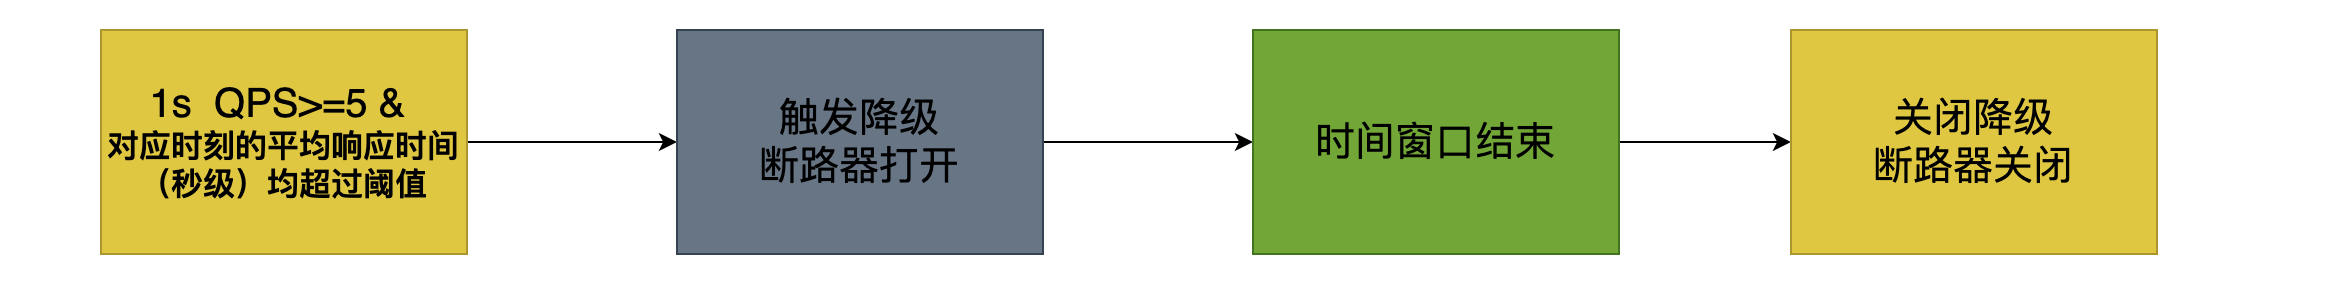 1s  QPS>=5 &
对应时刻的平均响应时间
（秒级）均超过阈值
触发降级
断路器打开
时间窗口结束
关闭降级
断路器关闭